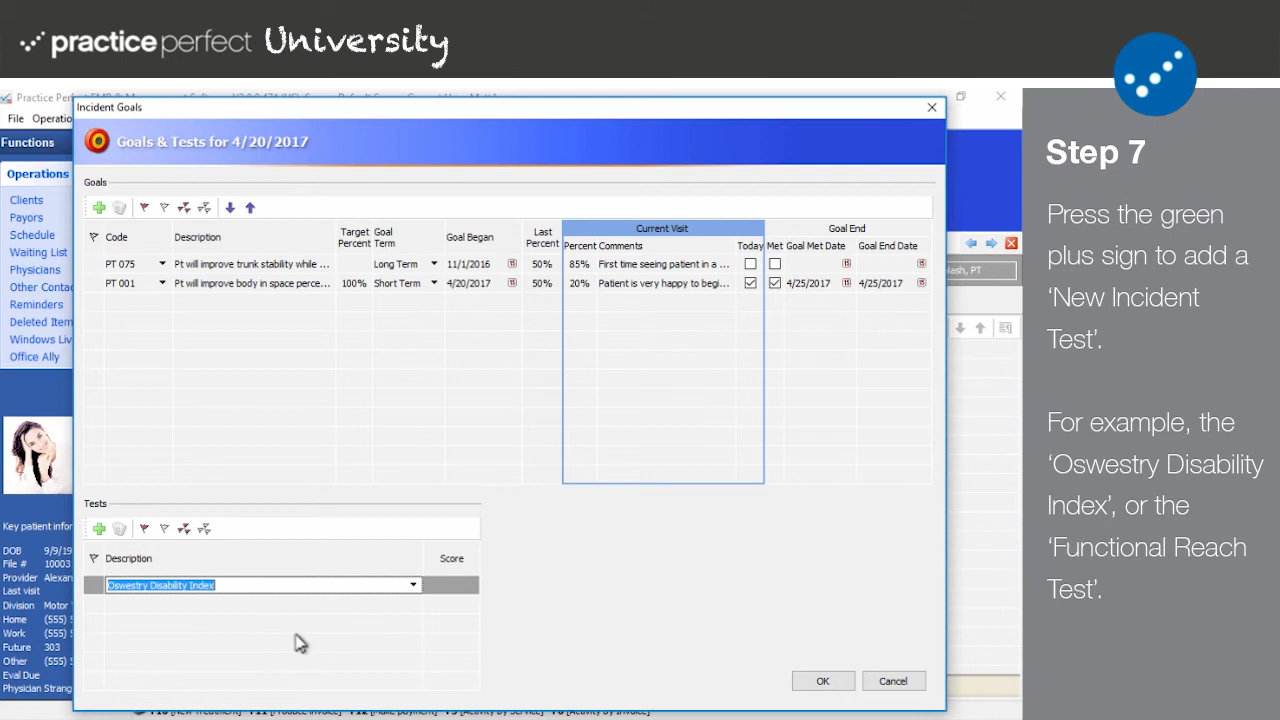 practice perfect University
Practice Perfect EMR
Incident Goals
File Operatio
Functions
Goals & Tests for 4/20/2017
Operations
Clients
Payors
Schedule
Waiting List
Physicians
Other Conta
Reminders
Deleted Item
Windows Liv
Office Ally
Goals
Code Description Target Percent Goal Term Goal Began Last Percent Current Visit Goal End
Percent Comments Today Met Goal Met Date Goal End Date
PT 075 Pt will improve trunk stability while ... Long Term 11/1/2016 50% 85% First time seeing patient in a ...
PT 001 Pt will improve body in space perce... 100% Short Term 4/20/2017 50% 20% Patient is very happy to begi... 4/25/2017 4/25/2017
lash, PT
Tests
Description Score
Oswestry Disability Index
Key patient infor
DOB 9/9/19
File # 10003
Provider Alexan
Last visit
Division Motor
Home (555) 5
Work (555) 5
Future 303
Other (555) 5
Eval Due
Physician Strang
OK Cancel
Step 7
Press the green
plus sign to add a
‘New Incident
Test’.
For example, the
‘Oswestry Disability
Index’, or the
‘Functional Reach
Test’.